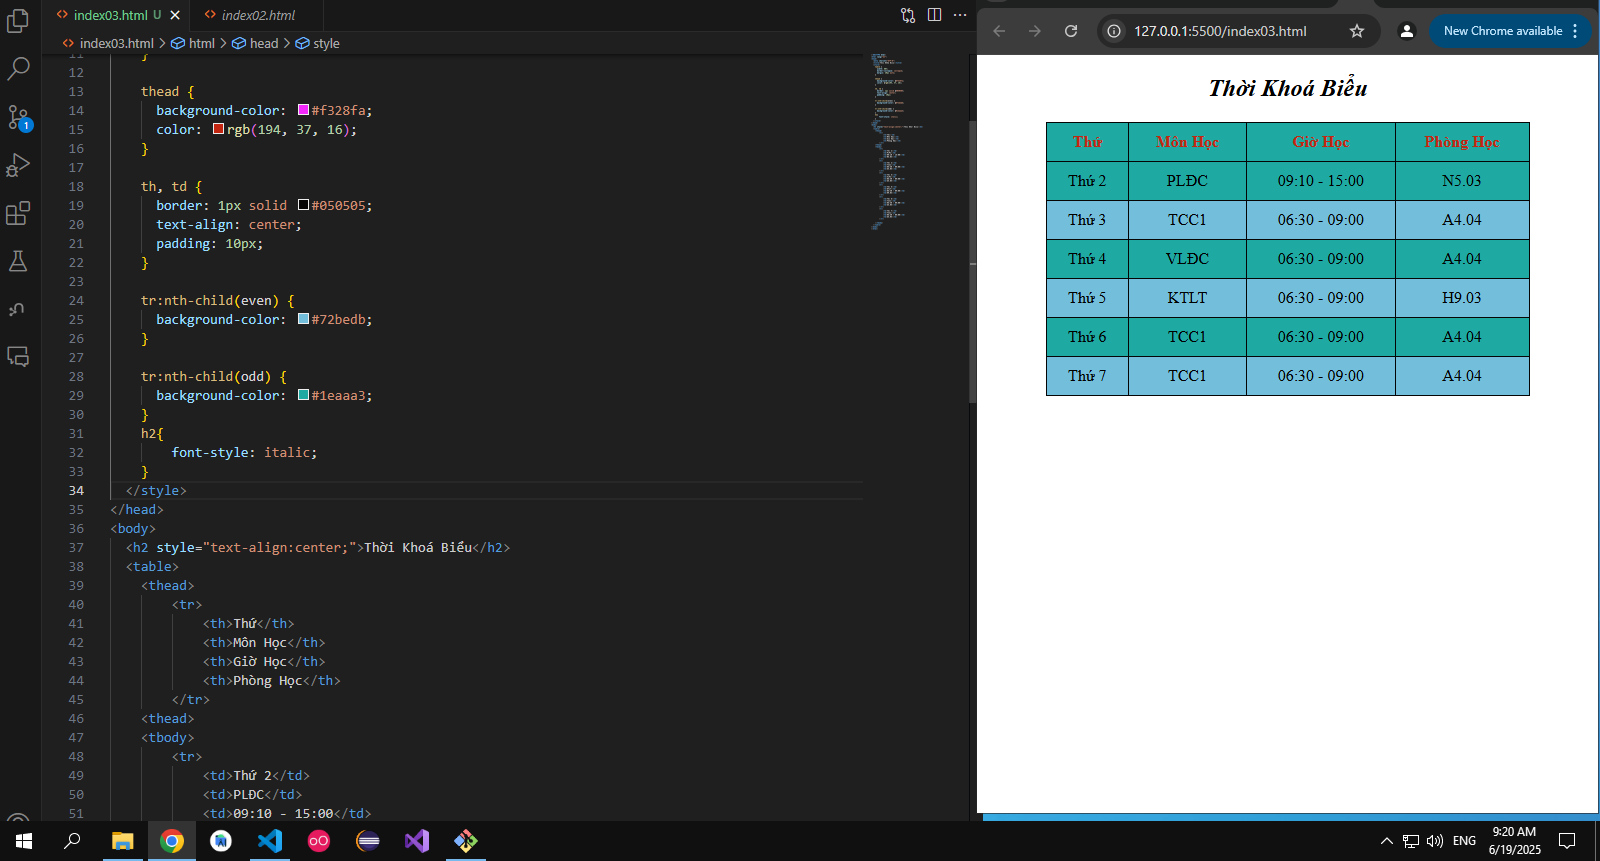 index03.html U
index02.html
index03.html > html > head > style
11 }
12
13 thead {
14 background-color: #f328fa;
15 color: rgb(194, 37, 16);
16 }
17
18 th, td {
19 border: 1px solid #050505;
20 text-align: center;
21 padding: 10px;
22 }
23
24 tr:nth-child(even) {
25 background-color: #72bedb;
26 }
27
28 tr:nth-child(odd) {
29 background-color: #1eaaa3;
30 }
31 h2{
32 font-style: italic;
33 }
34 </style>
35 </head>
36 <body>
37 <h2 style="text-align:center;">Thời Khoá Biểu</h2>
38 <table>
39 <thead>
40 <tr>
41 <th>Thứ</th>
42 <th>Môn Học</th>
43 <th>Giờ Học</th>
44 <th>Phòng Học</th>
45 </tr>
46 <thead>
47 <tbody>
48 <tr>
49 <td>Thứ 2</td>
50 <td>PLĐC</td>
51 <td>09:10 - 15:00</td>
1
127.0.0.1:5500/index03.html
New Chrome available
Thời Khoá Biểu
Thứ Môn Học Giờ Học Phòng Học
Thứ 2 PLĐC 09:10 - 15:00 N5.03
Thứ 3 TCC1 06:30 - 09:00 A4.04
Thứ 4 VLĐC 06:30 - 09:00 A4.04
Thứ 5 KTLT 06:30 - 09:00 H9.03
Thứ 6 TCC1 06:30 - 09:00 A4.04
Thứ 7 TCC1 06:30 - 09:00 A4.04
AI
ENG
9:20 AM
6/19/2025